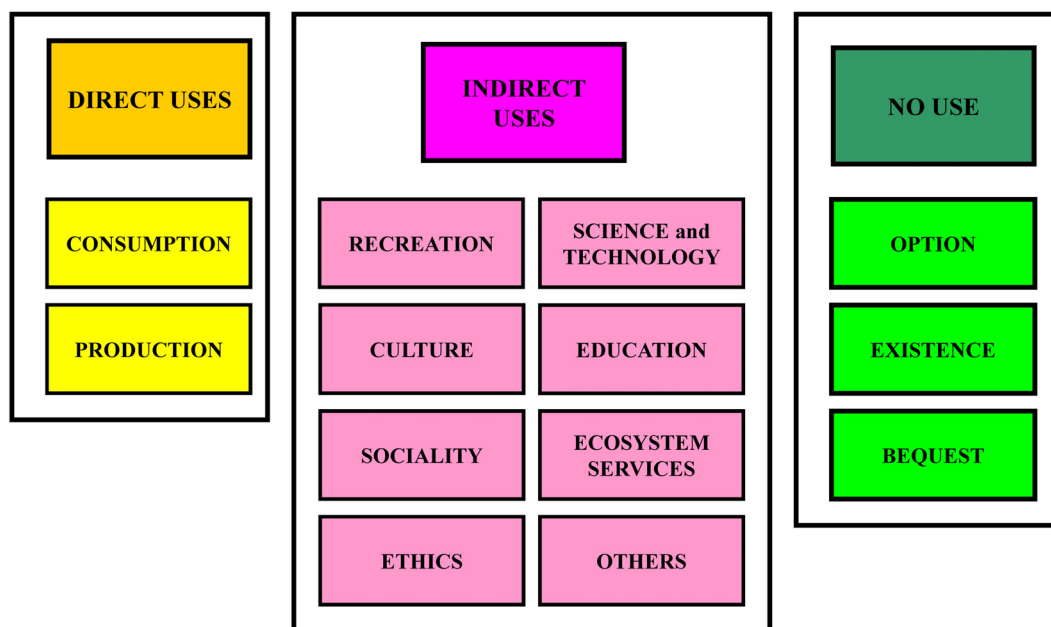 DIRECT USES
CONSUMPTION
PRODUCTION
INDIRECT
USES
RECREATION
SCIENCE and
TECHNOLOGY
CULTURE
EDUCATION
SOCIALITY
ECOSYSTEM
SERVICES
ETHICS
OTHERS
NO USE
OPTION
EXISTENCE
BEQUEST